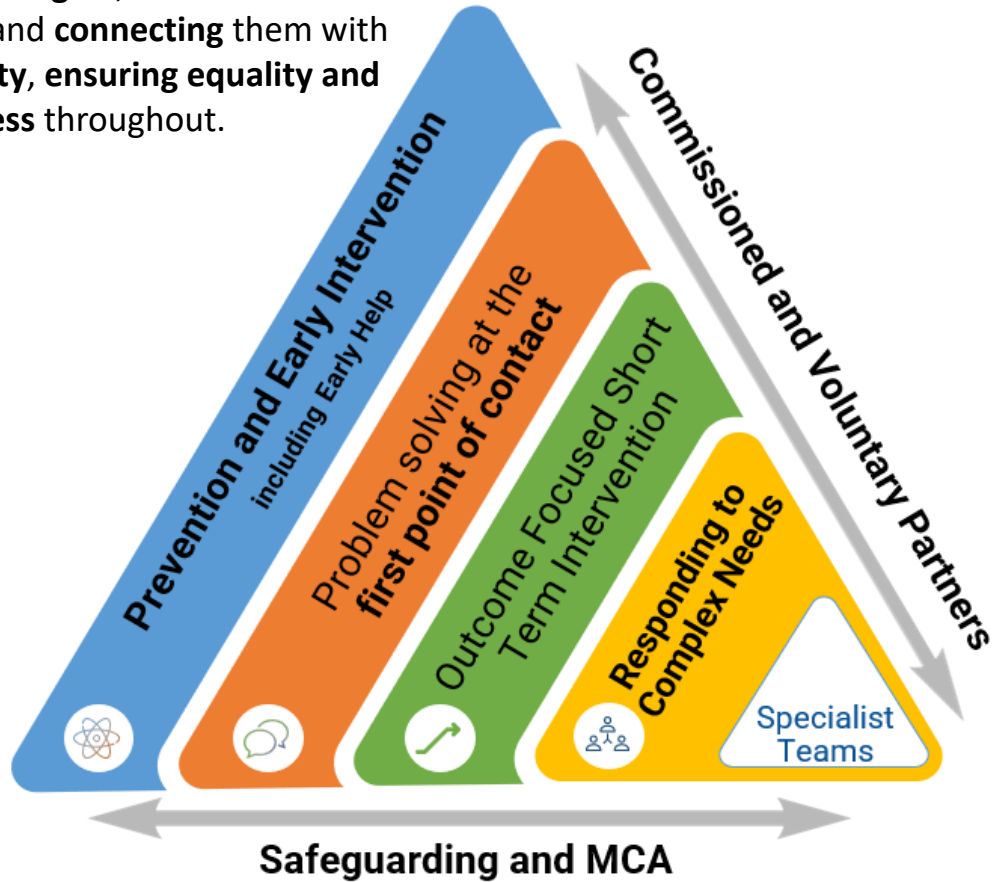 and connecting them with
ensuring equality and
throughout.
Prevention and Early Intervention
including Early Help
Problem solving at the
first point of contact
Outcome Focused Short
Term Intervention
Responding to
Complex Needs
Specialist
Teams
Commissioned and Voluntary Partners
Safeguarding and MCA